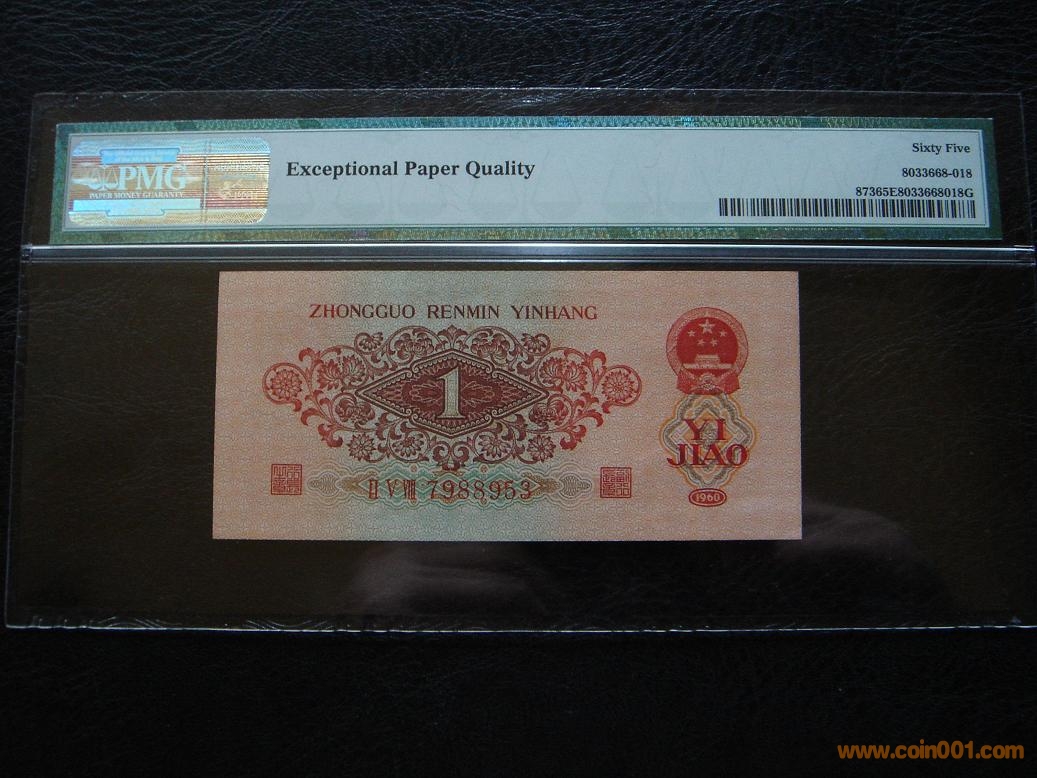 PMG
PAPER MONEY GUARANTY
Exceptional Paper Quality
Sixty Five
8033668-018
87365E8033668018G
ZHONGGUO RENMIN YINHANG
1
YI
JIAO
II V VIII 7988953
1960
www.coin001.com